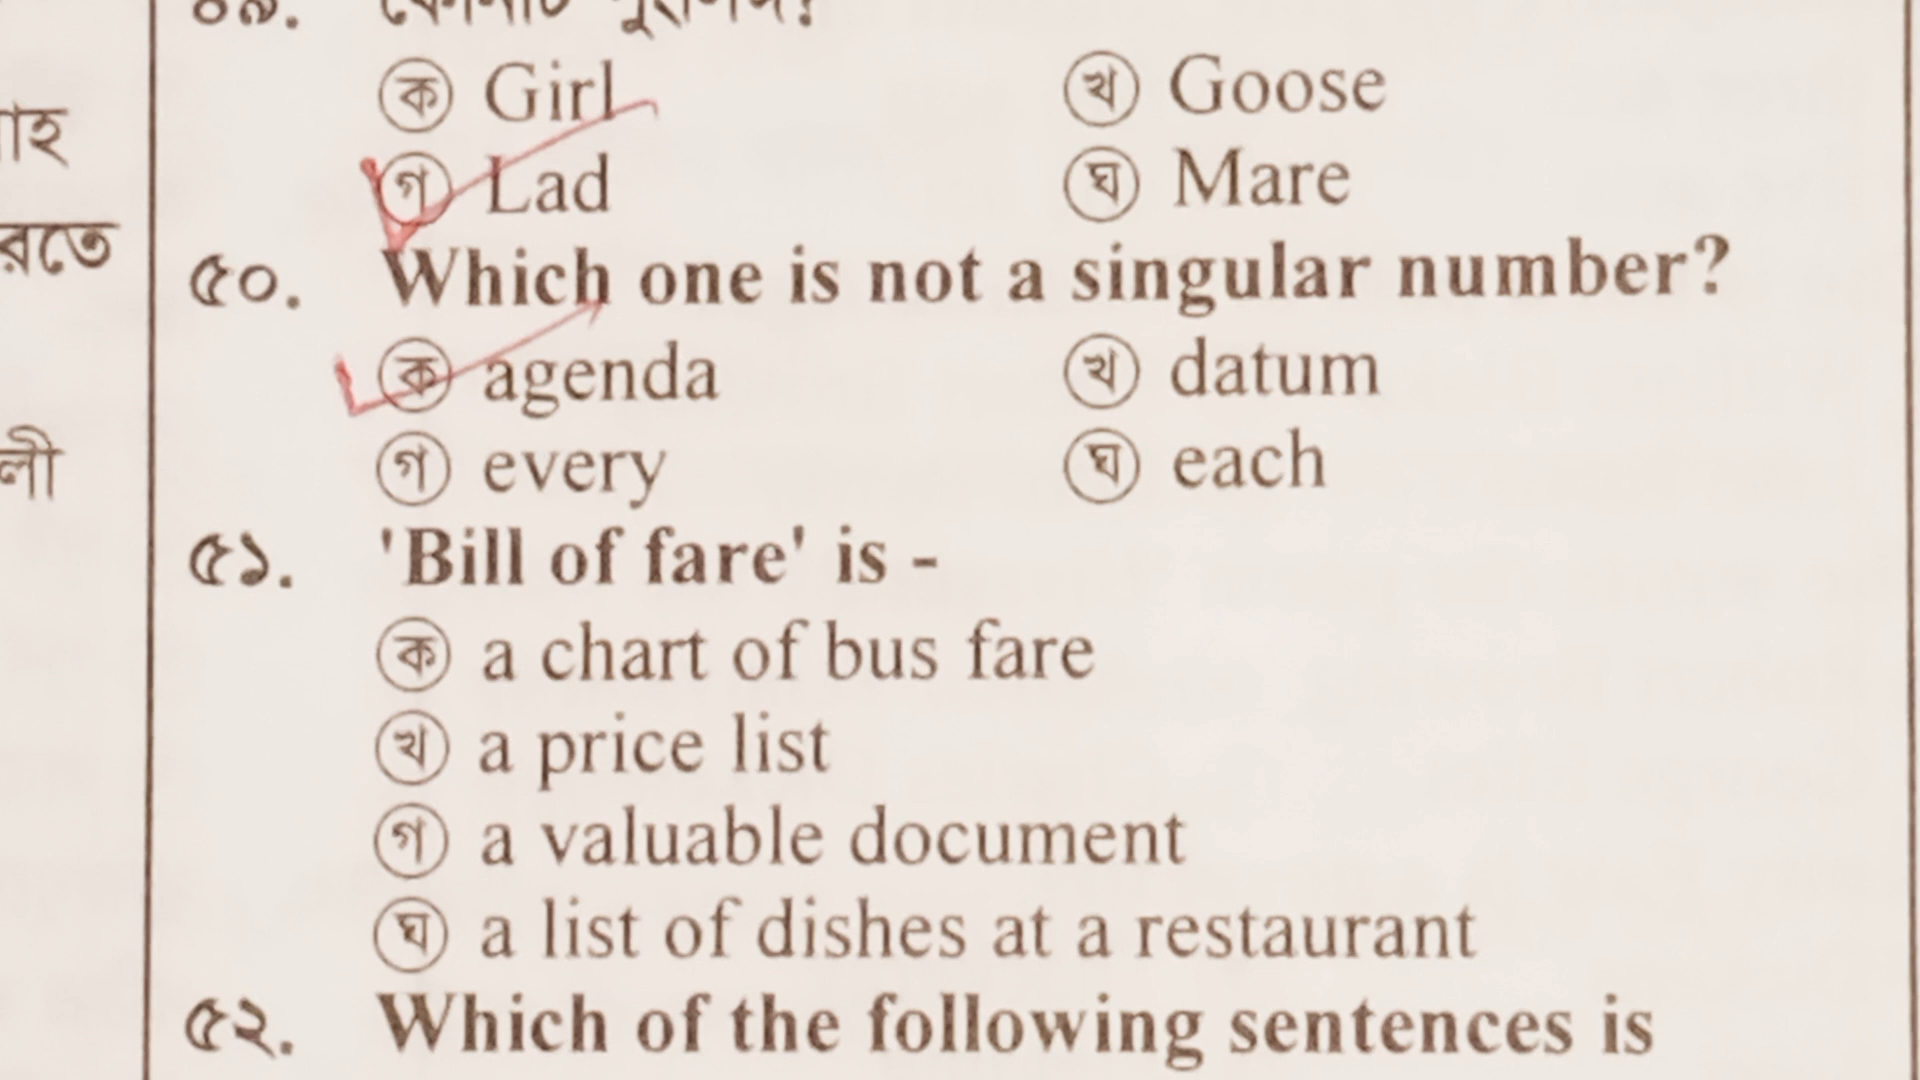 ৪৯. কোনটি পুংলিঙ্গ?
ক Girl
খ Goose
গ Lad
ঘ Mare
৫০. Which one is not a singular number?
ক agenda
খ datum
গ every
ঘ each
৫১. 'Bill of fare' is -
ক a chart of bus fare
খ a price list
গ a valuable document
ঘ a list of dishes at a restaurant
৫২. Which of the following sentences is